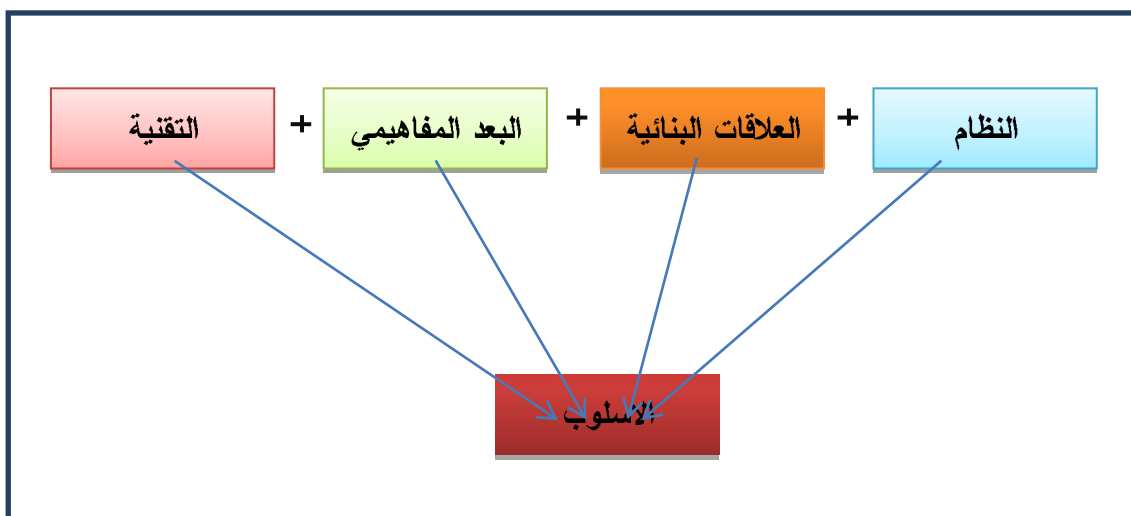 النظام + العلاقات البنائية + البعد المفاهيمي + التقنية
الاسلوب